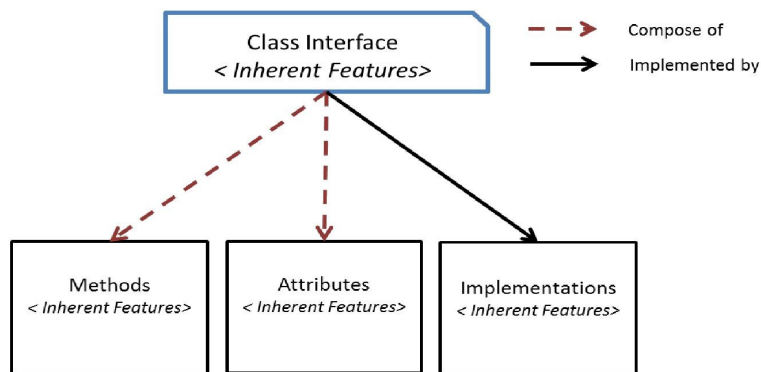 Class Interface
< Inherent Features>
Compose of
Implemented by
Methods
< Inherent Features>
Attributes
< Inherent Features>
Implementations
< Inherent Features>